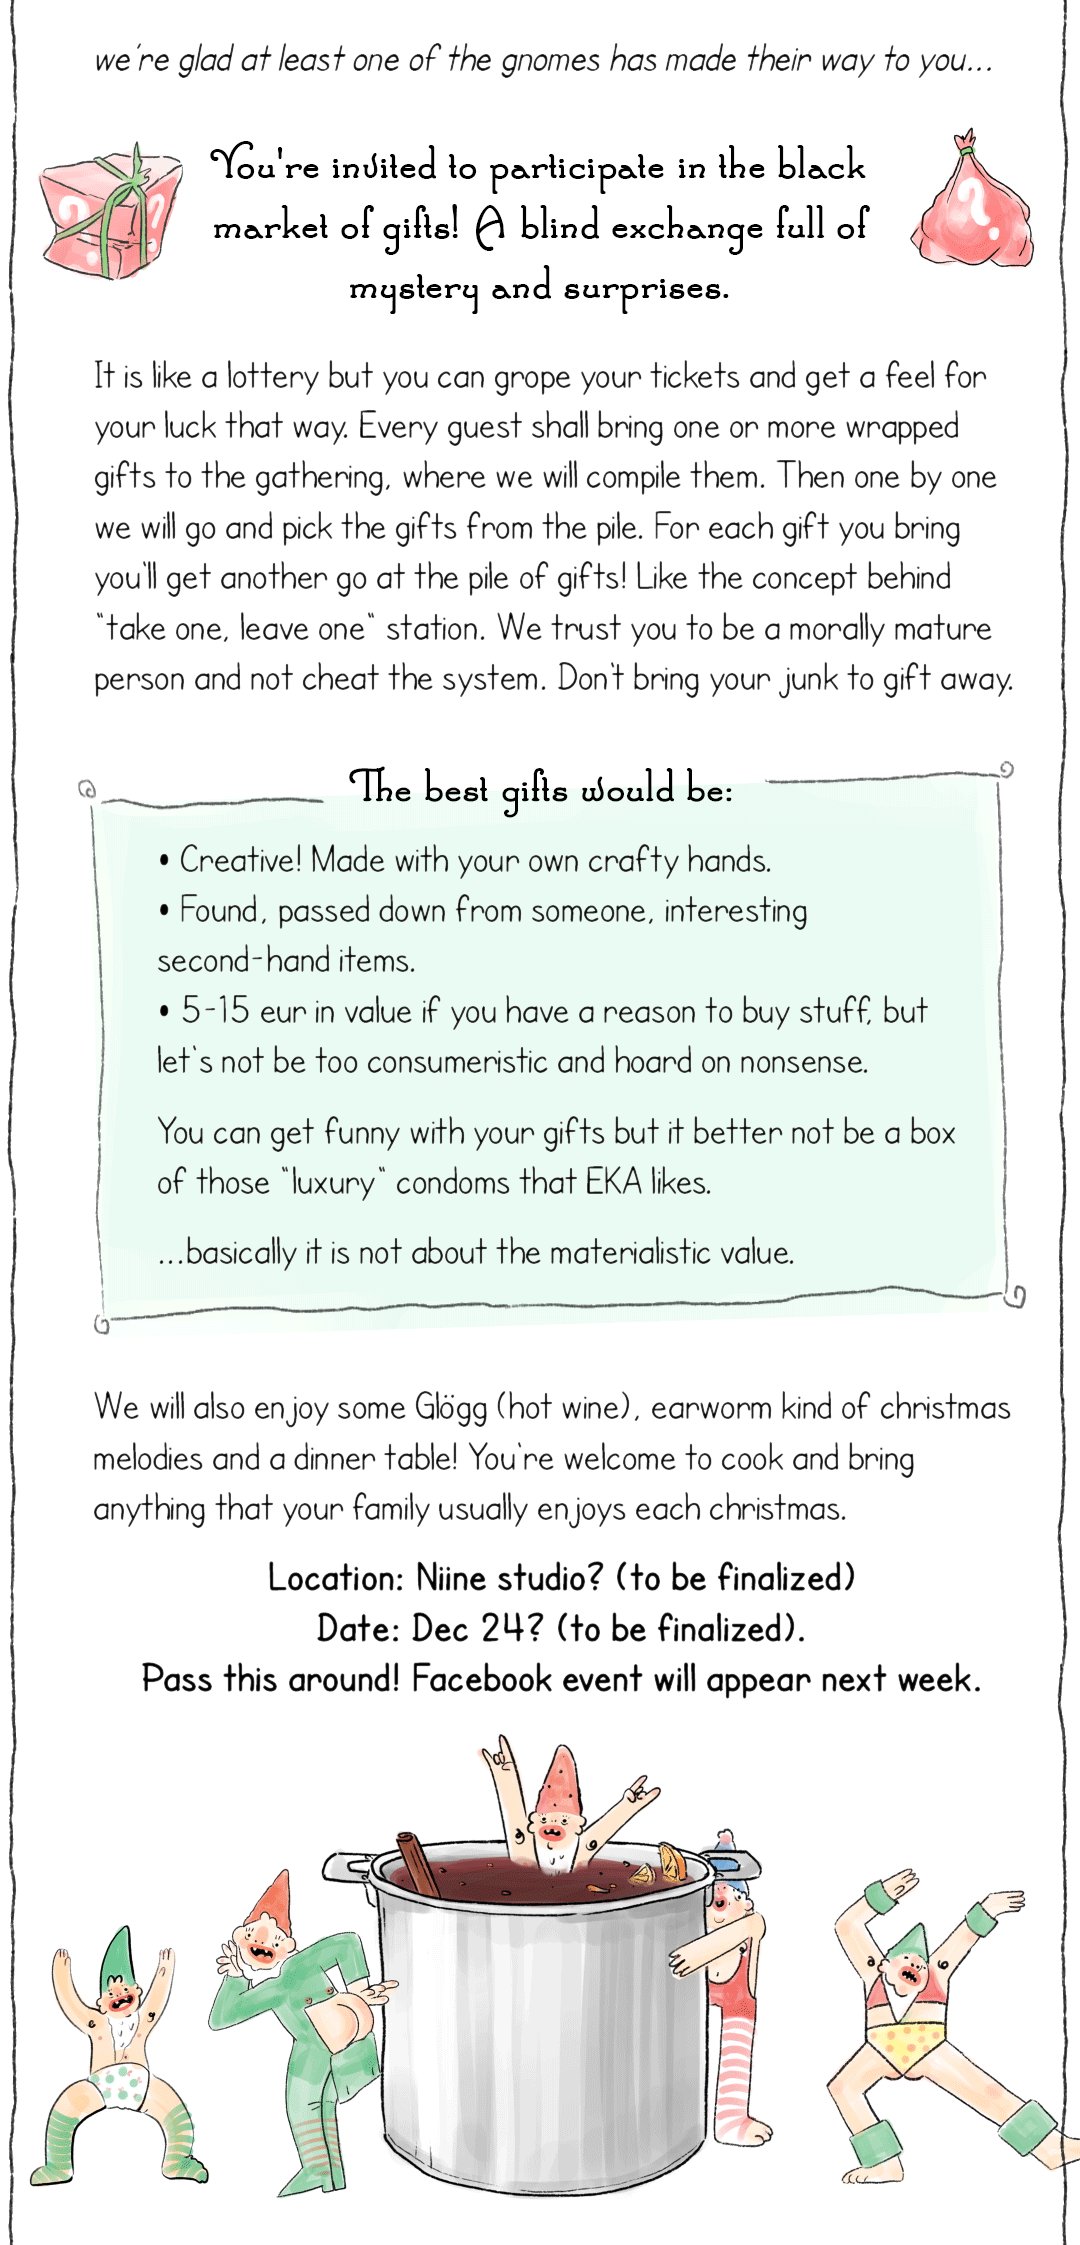 we're glad at least one of the gnomes has made their way to you...
You're invited to participate in the black
market of gifts! A blind exchange full of
mystery and surprises.
? ?
?
It is like a lottery but you can grope your tickets and get a feel for
your luck that way. Every guest shall bring one or more wrapped
gifts to the gathering, where we will compile them. Then one by one
we will go and pick the gifts from the pile. For each gift you bring
you'll get another go at the pile of gifts! Like the concept behind
"take one, leave one" station. We trust you to be a morally mature
person and not cheat the system. Don't bring your junk to gift away.
The best gifts would be:
• Creative! Made with your own crafty hands.
• Found, passed down from someone, interesting
second-hand items.
• 5-15 eur in value if you have a reason to buy stuff, but
let's not be too consumeristic and hoard on nonsense.
You can get funny with your gifts but it better not be a box
of those "luxury" condoms that EKA likes.
...basically it is not about the materialistic value.
We will also enjoy some Glögg (hot wine), earworm kind of christmas
melodies and a dinner table! You're welcome to cook and bring
anything that your family usually enjoys each christmas.
Location: Niine studio? (to be finalized)
Date: Dec 24? (to be finalized).
Pass this around! Facebook event will appear next week.